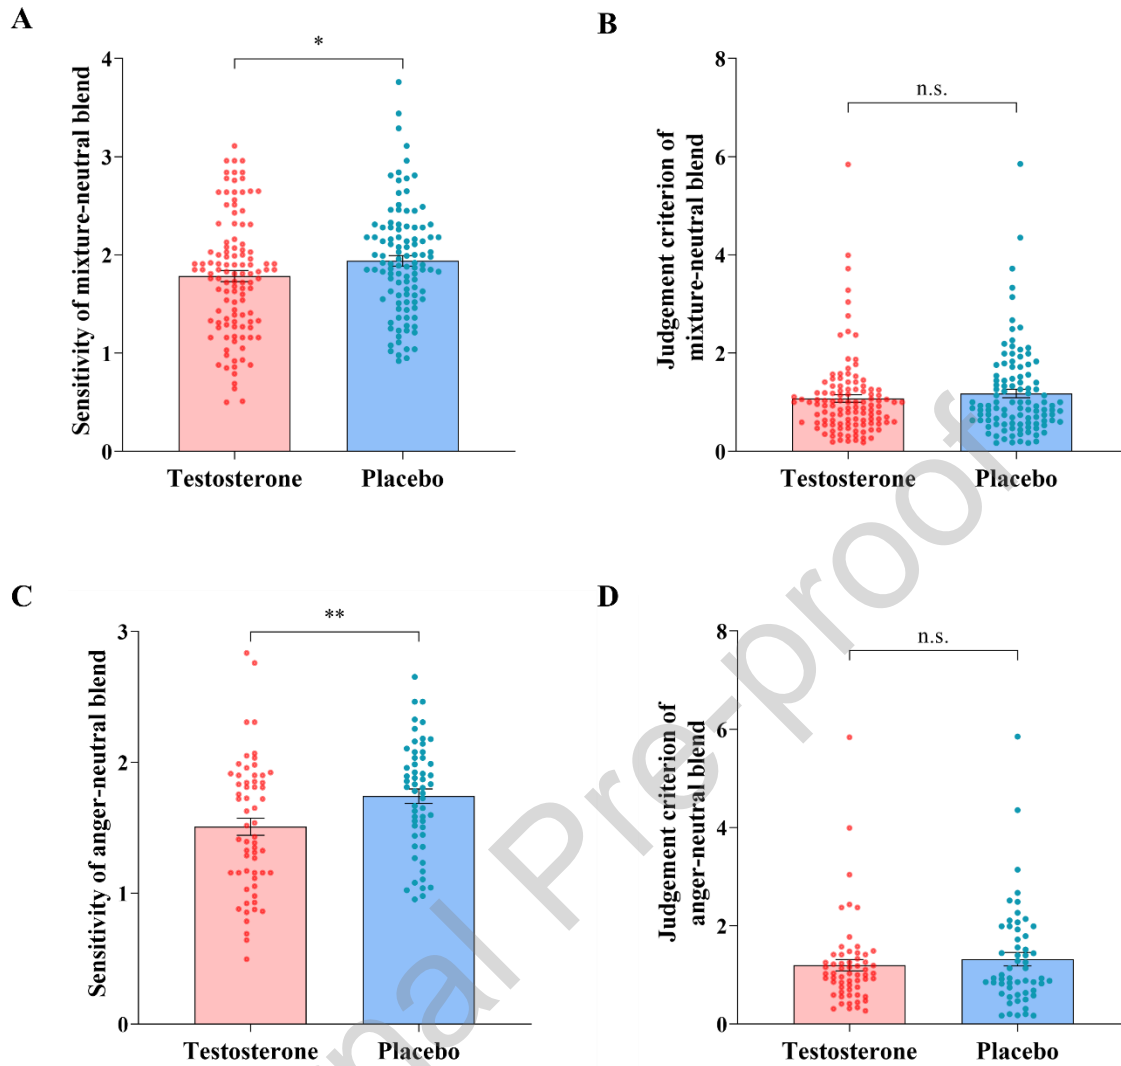 A
Sensitivity of mixture-neutral blend
4
3
2
1
0
*
Testosterone
Placebo
B
Judgement criterion of
mixture-neutral blend
8
6
4
2
0
n.s.
Testosterone
Placebo
C
Sensitivity of anger-neutral blend
3
2
1
0
**
Testosterone
Placebo
D
Judgement criterion of
anger-neutral blend
8
6
4
2
0
n.s.
Testosterone
Placebo
nal Pre-proof